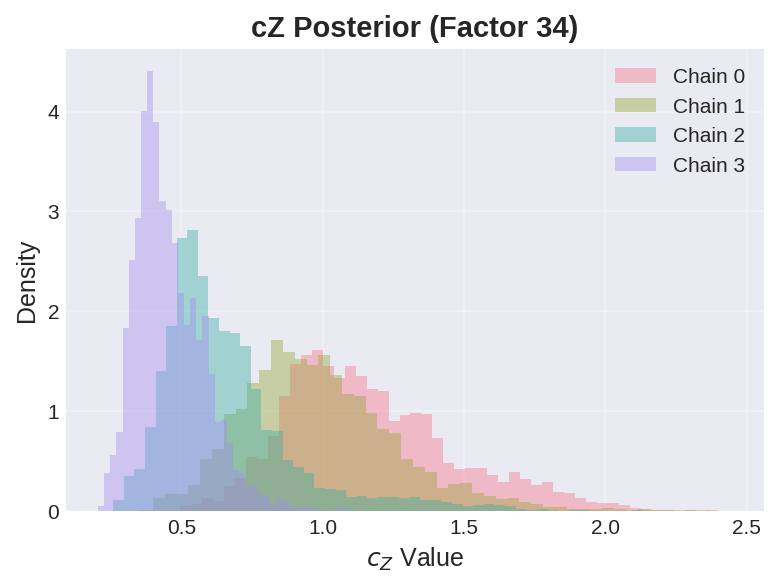 cZ Posterior (Factor 34)
Chain 0
Chain 1
Chain 2
Chain 3
Density
4
3
2
1
0
0.5
1.0
1.5
2.0
2.5
c_Z Value